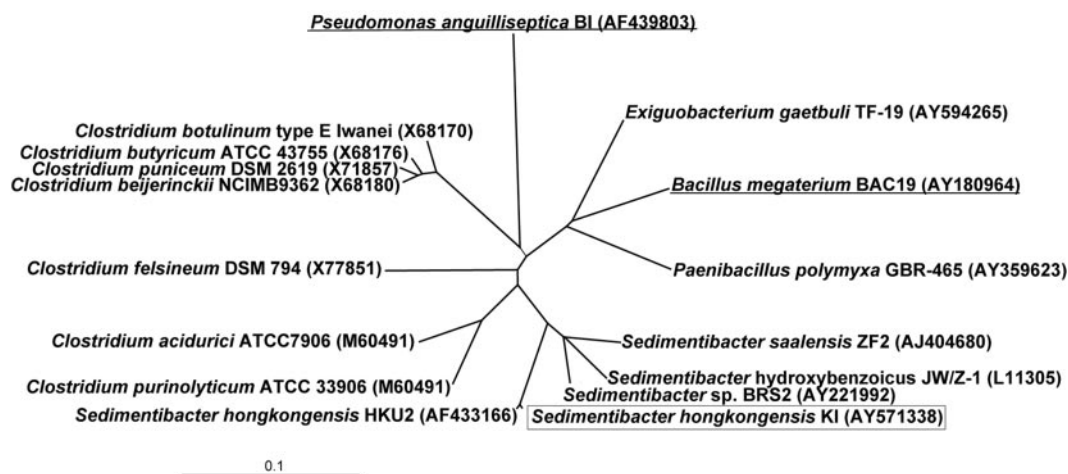 Pseudomonas anguilliseptica BI (AF439803)
Exiguobacterium gaetbuli TF-19 (AY594265)
Clostridium botulinum type E Iwanei (X68170)
Clostridium butyricum ATCC 43755 (X68176)
Clostridium puniceum DSM 2619 (X71857)
Clostridium beijerinckii NCIMB9362 (X68180)
Bacillus megaterium BAC19 (AY180964)
Clostridium felsineum DSM 794 (X77851)
Paenibacillus polymyxa GBR-465 (AY359623)
Clostridium acidurici ATCC7906 (M60491)
Sedimentibacter saalensis ZF2 (AJ404680)
Clostridium purinolyticum ATCC 33906 (M60491)
Sedimentibacter hydroxybenzoicus JW/Z-1 (L11305)
Sedimentibacter sp. BRS2 (AY221992)
Sedimentibacter hongkongensis HKU2 (AF433166)
Sedimentibacter hongkongensis KI (AY571338)
0.1